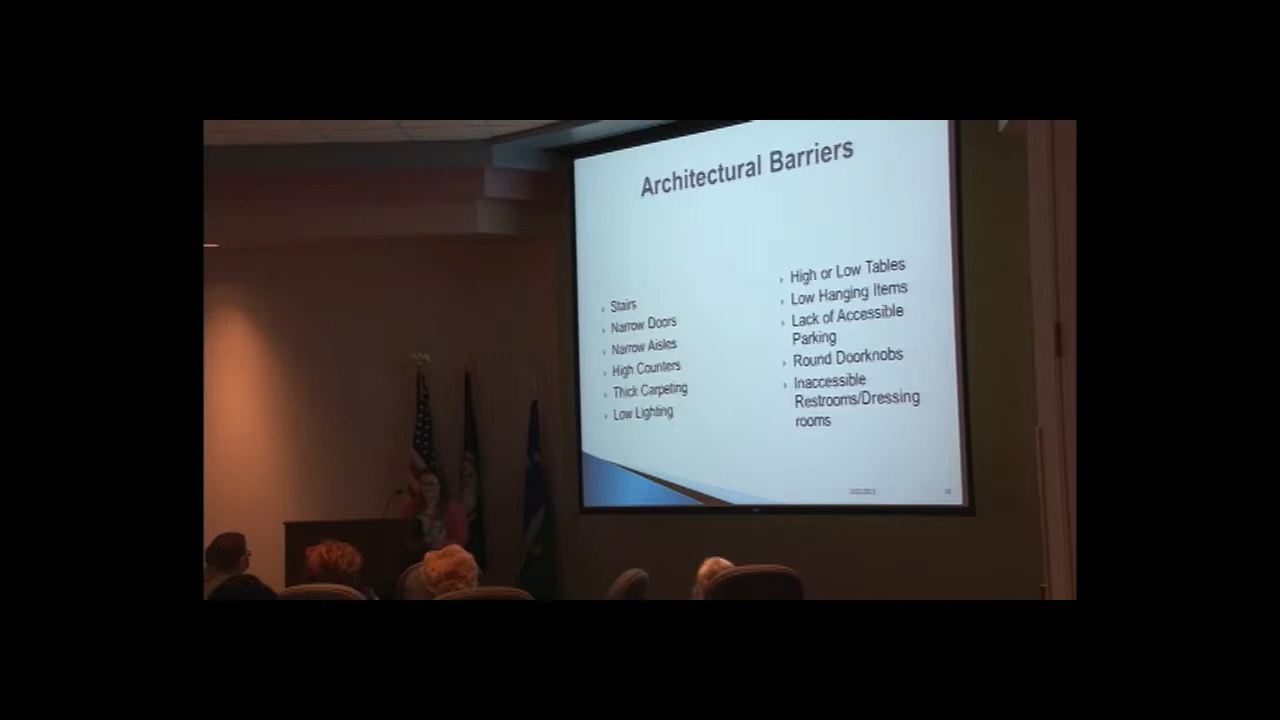 Architectural Barriers
Stairs
Narrow Doors
Narrow Aisles
High Counters
Thick Carpeting
Low Lighting
High or Low Tables
Low Hanging Items
Lack of Accessible
Parking
Round Doorknobs
Inaccessible
Restrooms/Dressing
rooms